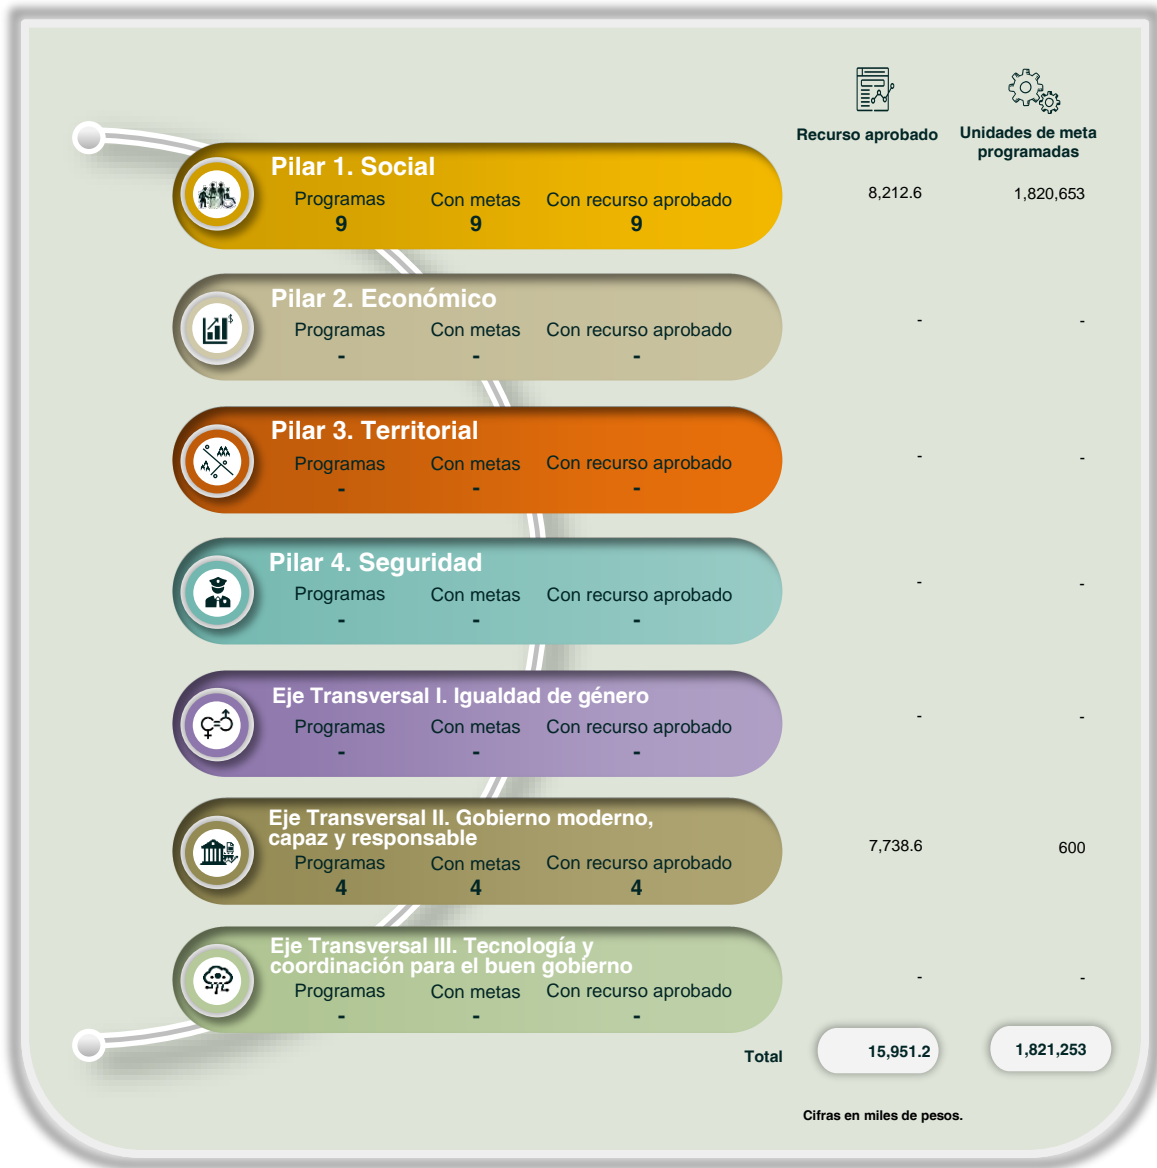 Recurso aprobado
Unidades de meta
programadas
Pilar 1. Social
Programas Con metas Con recurso aprobado
9 9 9
8,212.6 1,820,653
Pilar 2. Económico
Programas Con metas Con recurso aprobado
- - -
- -
Pilar 3. Territorial
Programas Con metas Con recurso aprobado
- - -
- -
Pilar 4. Seguridad
Programas Con metas Con recurso aprobado
- - -
- -
Eje Transversal I. Igualdad de género
Programas Con metas Con recurso aprobado
- - -
- -
Eje Transversal II. Gobierno moderno,
capaz y responsable
Programas Con metas Con recurso aprobado
4 4 4
7,738.6 600
Eje Transversal III. Tecnología y
coordinación para el buen gobierno
Programas Con metas Con recurso aprobado
- - -
- -
Total 15,951.2 1,821,253
Cifras en miles de pesos.